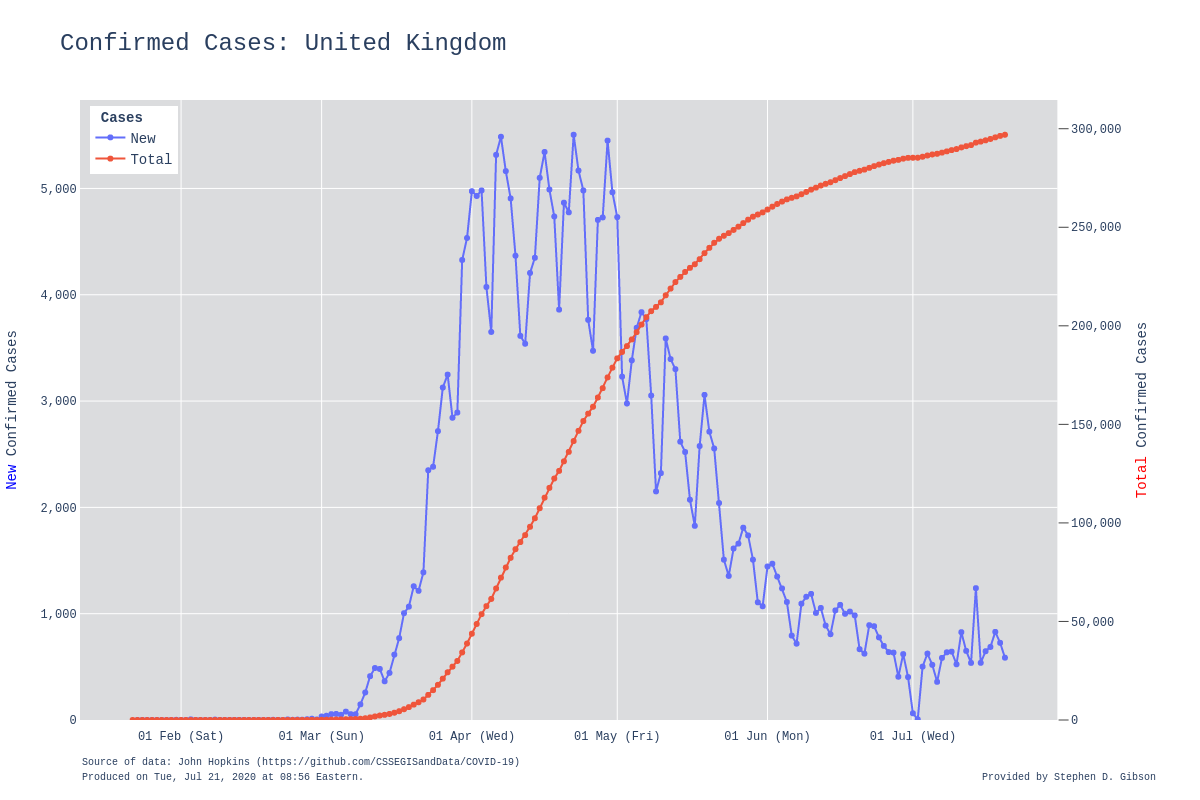 Confirmed Cases: United Kingdom
Cases
New
Total
5,000
4,000
3,000
2,000
1,000
0
New Confirmed Cases
300,000
250,000
200,000
150,000
100,000
50,000
0
Total Confirmed Cases
01 Feb (Sat)
01 Mar (Sun)
01 Apr (Wed)
01 May (Fri)
01 Jun (Mon)
01 Jul (Wed)
Source of data: John Hopkins (https://github.com/CSSEGISandData/COVID-19)
Produced on Tue, Jul 21, 2020 at 08:56 Eastern.
Provided by Stephen D. Gibson